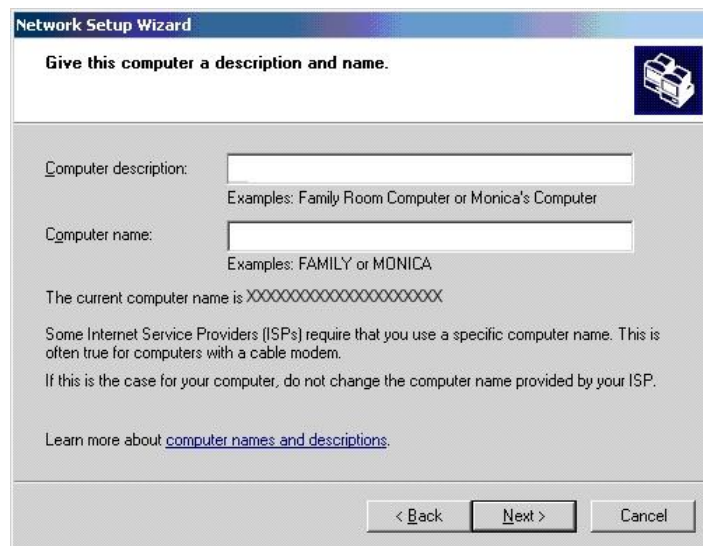 Network Setup Wizard
Give this computer a description and name.
Computer description:
Examples: Family Room Computer or Monica's Computer
Computer name:
Examples: FAMILY or MONICA
The current computer name is XXXXXXXXXXXXXXXXXXXXX
Some Internet Service Providers (ISPs) require that you use a specific computer name. This is
often true for computers with a cable modem.
If this is the case for your computer, do not change the computer name provided by your ISP.
Learn more about computer names and descriptions.
< Back
Next >
Cancel